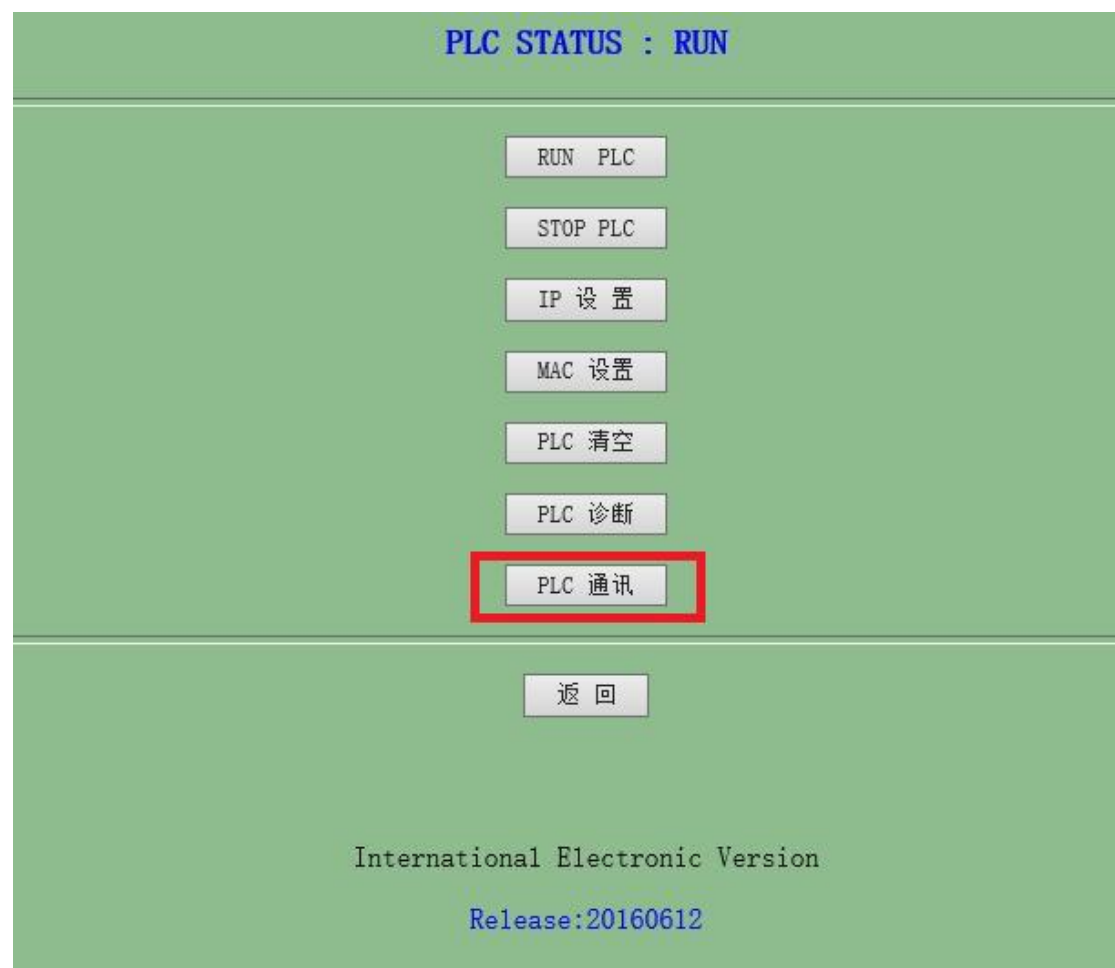 PLC STATUS : RUN
RUN PLC
STOP PLC
IP 设 置
MAC 设置
PLC 清空
PLC 诊断
PLC 通讯
返 回
International Electronic Version
Release:20160612